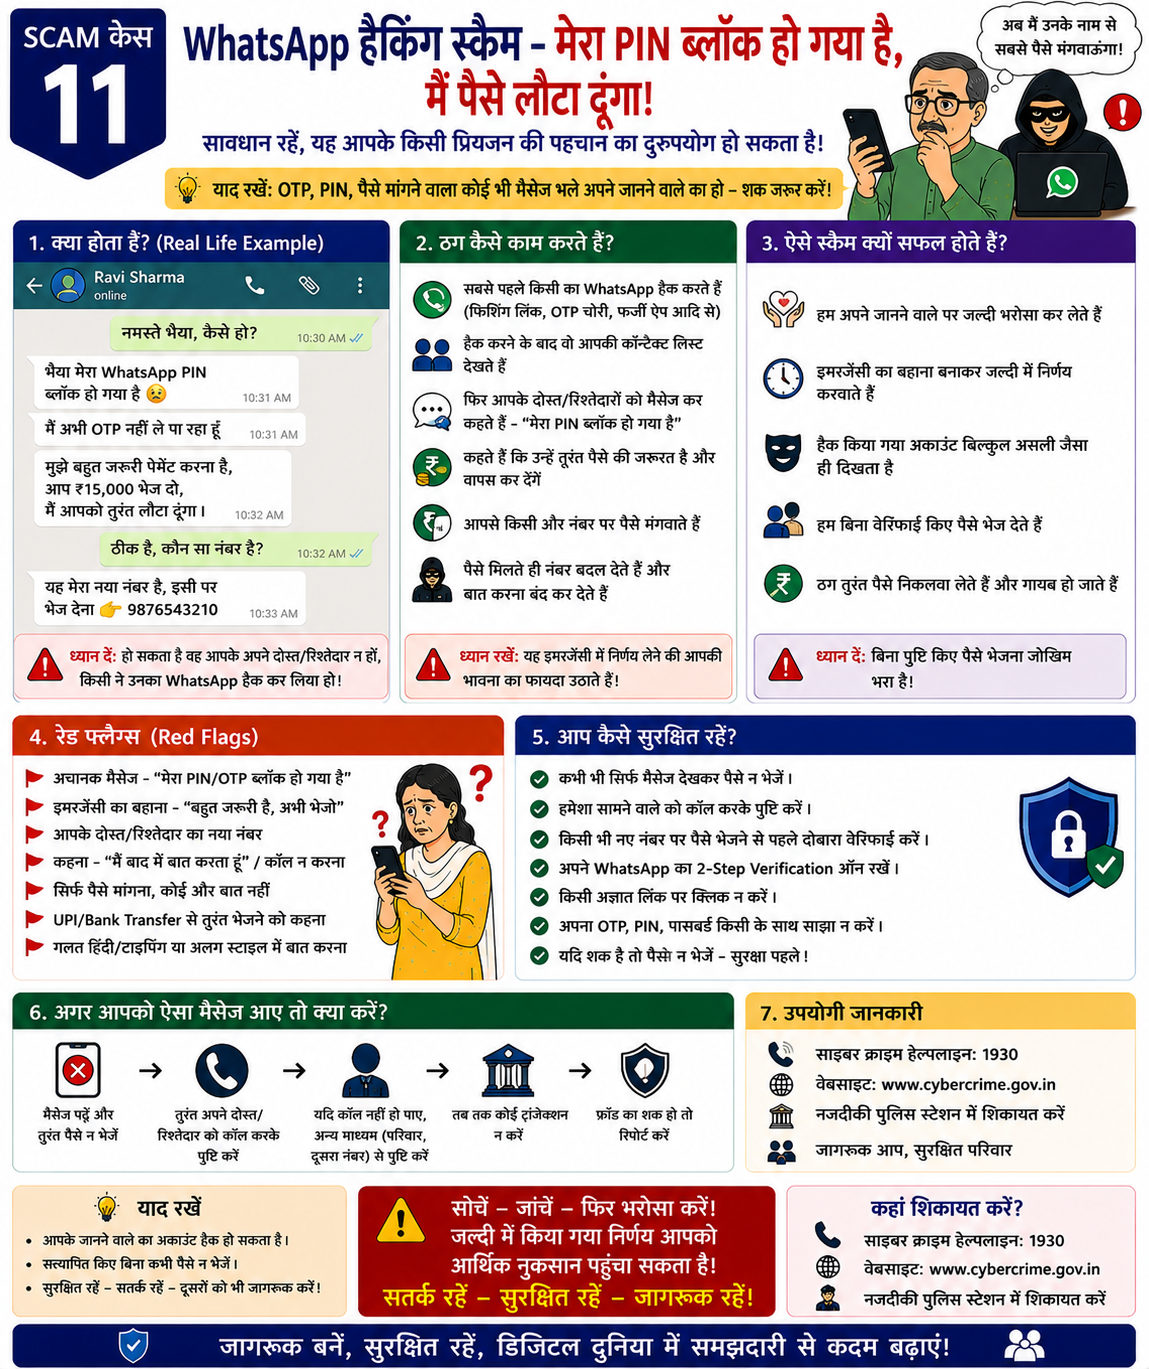 SCAM केस
11
WhatsApp हैकिंग स्कैम – मेरा PIN ब्लॉक हो गया है,
मैं पैसे लौटा दूंगा!
सावधान रहें, यह आपके किसी प्रियजन की पहचान का दुरुपयोग हो सकता है!
याद रखें: OTP, PIN, पैसे मांगने वाला कोई भी मैसेज भले अपने जानने वाले का हो – शक जरूर करें!
अब मैं उनके नाम से
सबसे पैसे मंगवाऊंगा!
1. क्या होता हैं? (Real Life Example)
Ravi Sharma
online
नमस्ते भैया, कैसे हो?
10:30 AM
भैया मेरा WhatsApp PIN
ब्लॉक हो गया है 😟
10:31 AM
मैं अभी OTP नहीं ले पा रहा हूं
10:31 AM
मुझे बहुत जरूरी पेमेंट करना है,
आप ₹15,000 भेज दो,
मैं आपको तुरंत लौटा दूंगा।
10:32 AM
ठीक है, कौन सा नंबर है?
10:32 AM
यह मेरा नया नंबर है, इसी पर
भेज देना 👉 9876543210
10:33 AM
ध्यान दें: हो सकता है वह आपके अपने दोस्त/रिश्तेदार न हों,
किसी ने उनका WhatsApp हैक कर लिया हो!
2. ठग कैसे काम करते हैं?
सबसे पहले किसी का WhatsApp हैक करते हैं
(फिशिंग लिंक, OTP चोरी, फर्जी ऐप आदि से)
हैक करने के बाद वो आपकी कॉन्टैक्ट लिस्ट
देखते हैं
फिर आपके दोस्त/रिश्तेदारों को मैसेज कर
कहते हैं – “मेरा PIN ब्लॉक हो गया है”
कहते हैं कि उन्हें तूरंत पैसे की जरूरत है और
वापस कर देंगें
आपसे किसी और नंबर पर पैसे मंगवाते हैं
पैसे मिलते ही नंबर बदल देते हैं और
बात करना बंद कर देते हैं
ध्यान रखें: यह इमरजेंसी में निर्णय लेने की आपकी
भावना का फायदा उठाते हैं!
3. ऐसे स्कैम क्यों सफल होते हैं?
हम अपने जानने वाले पर जल्दी भरोसा कर लेते हैं
इमरजेंसी का बहाना बनाकर जल्दी में निर्णय
करवाते हैं
हैक किया गया अकाउंट बिल्कुल असली जैसा
ही दिखता है
हम बिना वेरिफाई किए पैसे भेज देते हैं
ठग तुरंत पैसे निकलवा लेते हैं और गायब हो जाते हैं
ध्यान दें: बिना पुष्टि किए पैसे भेजना जोखिम
भरा है!
4. रेड फ्लैग्स (Red Flags)
अचानक मैसेज – “मेरा PIN/OTP ब्लॉक हो गया है”
इमरजेंसी का बहाना – “बहुत जरूरी है, अभी भेजो”
आपके दोस्त/रिश्तेदार का नया नंबर
कहना – “मैं बाद में बात करता हूं” / कॉल न करना
सिर्फ पैसे मांगना, कोई और बात नहीं
UPI/Bank Transfer से तुरंत भेजने को कहना
गलत हिंदी/टाइपिंग या अलग स्टाइल में बात करना
5. आप कैसे सुरक्षित रहें?
कभी भी सिर्फ मैसेज देखकर पैसे न भेजें।
हमेशा सामने वाले को कॉल करके पुष्टि करें।
किसी भी नए नंबर पर पैसे भेजने से पहले दोबारा वेरिफाई करें।
अपने WhatsApp का 2-Step Verification ऑन रखें।
किसी अज्ञात लिंक पर क्लिक न करें।
अपना OTP, PIN, पासबर्ड किसी के साथ साझा न करें।
यदि शक है तो पैसे न भेजें – सुरक्षा पहले!
6. अगर आपको ऐसा मैसेज आए तो क्या करें?
मैसेज पढ़ें और
तुरंत पैसे न भेजें
तुरंत अपने दोस्त/
रिश्तेदार को कॉल करके
पुष्टि करें
यदि कॉल नहीं हो पाए,
अन्य माध्यम (परिवार,
दूसरा नंबर) से पुष्टि करें
तब तक कोई ट्रांजेक्शन
न करें
फ्रॉड का शक हो तो
रिपोर्ट करें
7. उपयोगी जानकारी
साइबर क्राइम हेल्पलाइन: 1930
वेबसाइट: www.cybercrime.gov.in
नजदीकी पुलिस स्टेशन में शिकायत करें
जागरूक आप, सुरक्षित परिवार
याद रखें
• आपके जानने वाले का अकाउंट हैक हो सकता है।
• सत्यापित किए बिना कभी पैसे न भेजें।
• सुरक्षित रहें – सतर्क रहें – दूसरों को भी जागरूक करें!
सोचें – जांचें – फिर भरोसा करें!
जल्दी में किया गया निर्णय आपको
आर्थिक नुकसान पहुंचा सकता है!
सतर्क रहें – सुरक्षित रहें – जागरूक रहें!
कहां शिकायत करें?
साइबर क्राइम हेल्पलाइन: 1930
वेबसाइट: www.cybercrime.gov.in
नजदीकी पुलिस स्टेशन में शिकायत करें
जागरूक बनें, सुरक्षित रहें, डिजिटल दुनिया में समझदारी से कदम बढ़ाएं!